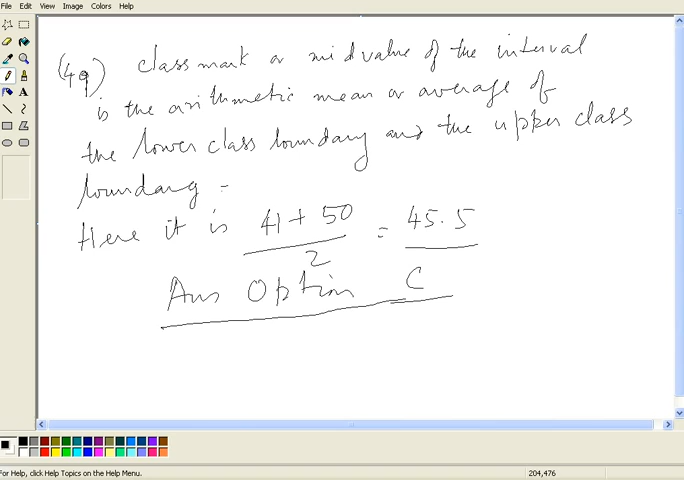 File Edit View Image Colors Help
(49) class mark or mid value of the interval
is the arithmetic mean or average of
the lower class boundary and the upper class
boundary -
Here it is 41 + 50 / 2 = 45.5
Ans Option C
For Help, click Help Topics on the Help Menu. 204,476